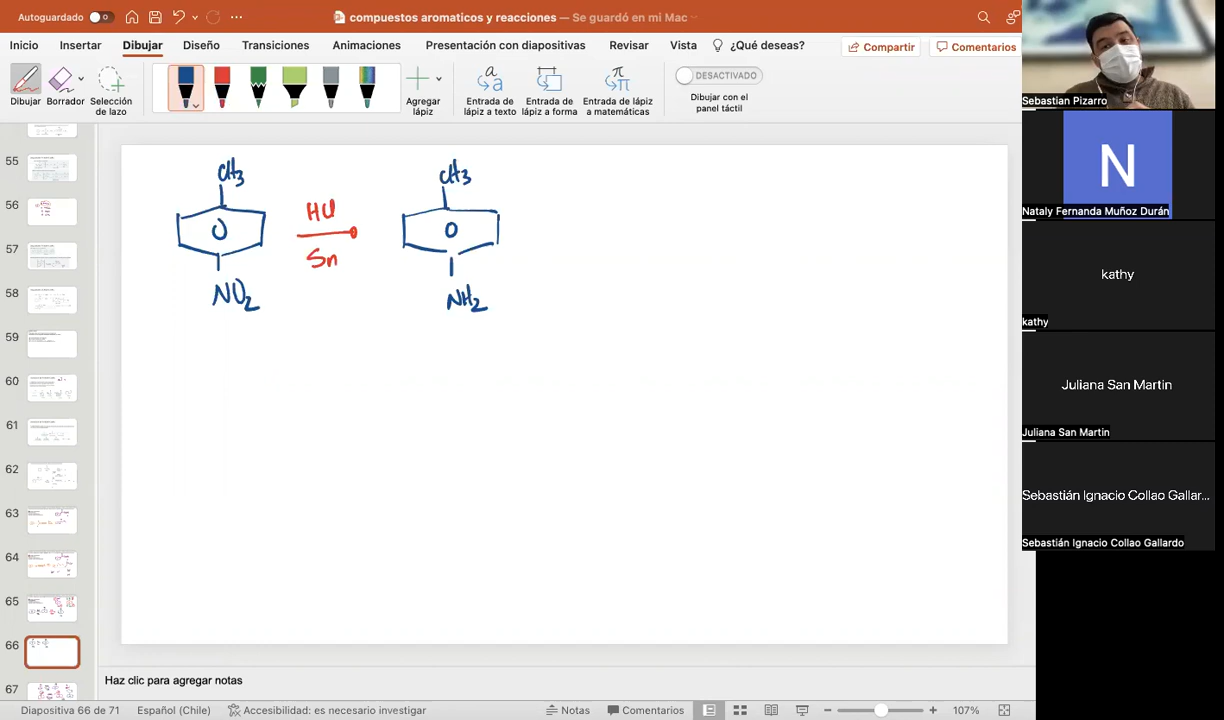 Autoguardado
compuestos aromaticos y reacciones — Se guardó en mi Mac
Inicio Insertar Dibujar Diseño Transiciones Animaciones Presentación con diapositivas Revisar Vista ¿Qué deseas? Compartir Comentarios
Dibujar Borrador Selección de lazo Agregar lápiz Entrada de lápiz a texto Entrada de lápiz a forma Entrada de lápiz a matemáticas DESACTIVADO Dibujar con el panel táctil
Sebastian Pizarro
N
Nataly Fernanda Muñoz Durán
kathy
kathy
Juliana San Martin
Juliana San Martin
Sebastián Ignacio Collao Gallar...
Sebastián Ignacio Collao Gallardo
55
56
57
58
59
60
61
62
63
64
65
66
67
CH3 CH3
HCl
Sn
NO2 NH2
Haz clic para agregar notas
Diapositiva 66 de 71 Español (Chile) Accesibilidad: es necesario investigar Notas Comentarios 107%